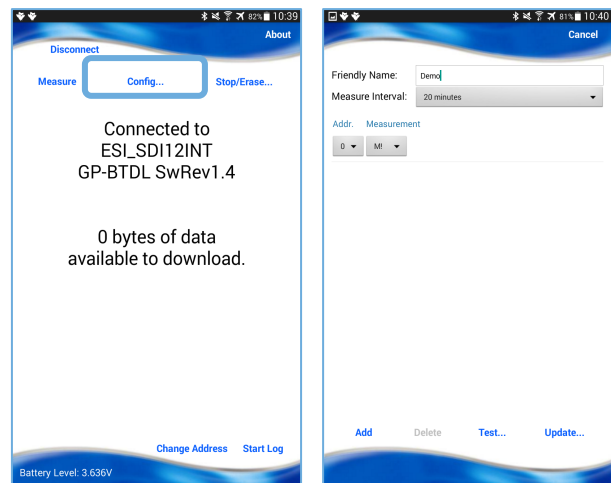 82% 10:39
About
Disconnect
Measure Config... Stop/Erase...
Connected to
ESI_SDI12INT
GP-BTDL SwRev1.4
0 bytes of data
available to download.
Change Address Start Log
Battery Level: 3.636V
81% 10:40
Cancel
Friendly Name: Demo
Measure Interval: 20 minutes
Addr. Measurement
0 M!
Add Delete Test... Update...